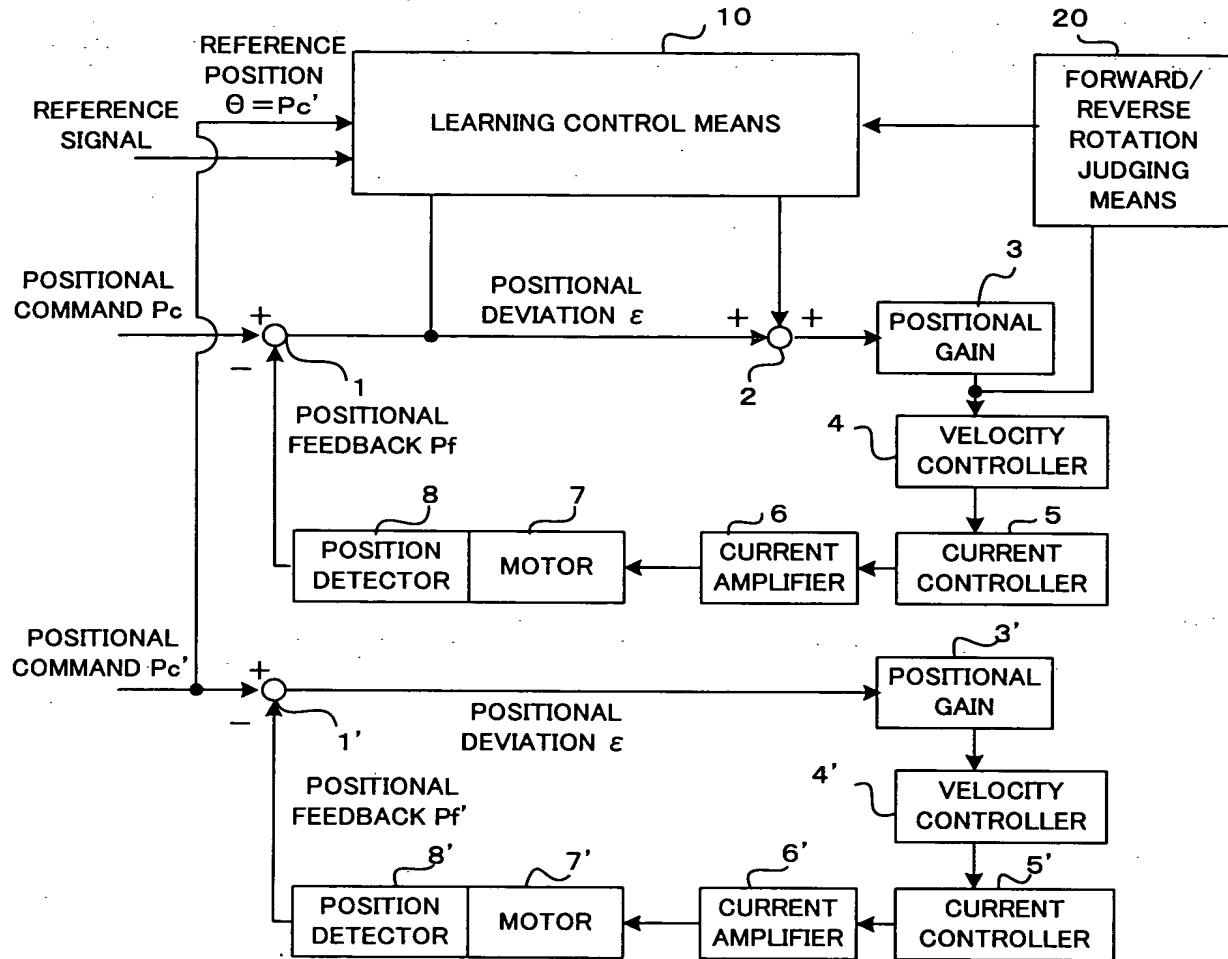 10
20
REFERENCE
POSITION
Θ=Pc'
REFERENCE
SIGNAL
LEARNING CONTROL MEANS
FORWARD/
REVERSE
ROTATION
JUDGING
MEANS
POSITIONAL
COMMAND Pc
+
−
1
POSITIONAL
DEVIATION ε
+
+
2
3
POSITIONAL
GAIN
POSITIONAL
FEEDBACK Pf
4
VELOCITY
CONTROLLER
8
7
6
5
POSITION
DETECTOR
MOTOR
CURRENT
AMPLIFIER
CURRENT
CONTROLLER
POSITIONAL
COMMAND Pc'
+
−
1'
POSITIONAL
DEVIATION ε
3'
POSITIONAL
GAIN
POSITIONAL
FEEDBACK Pf'
4'
VELOCITY
CONTROLLER
8'
7'
6'
5'
POSITION
DETECTOR
MOTOR
CURRENT
AMPLIFIER
CURRENT
CONTROLLER